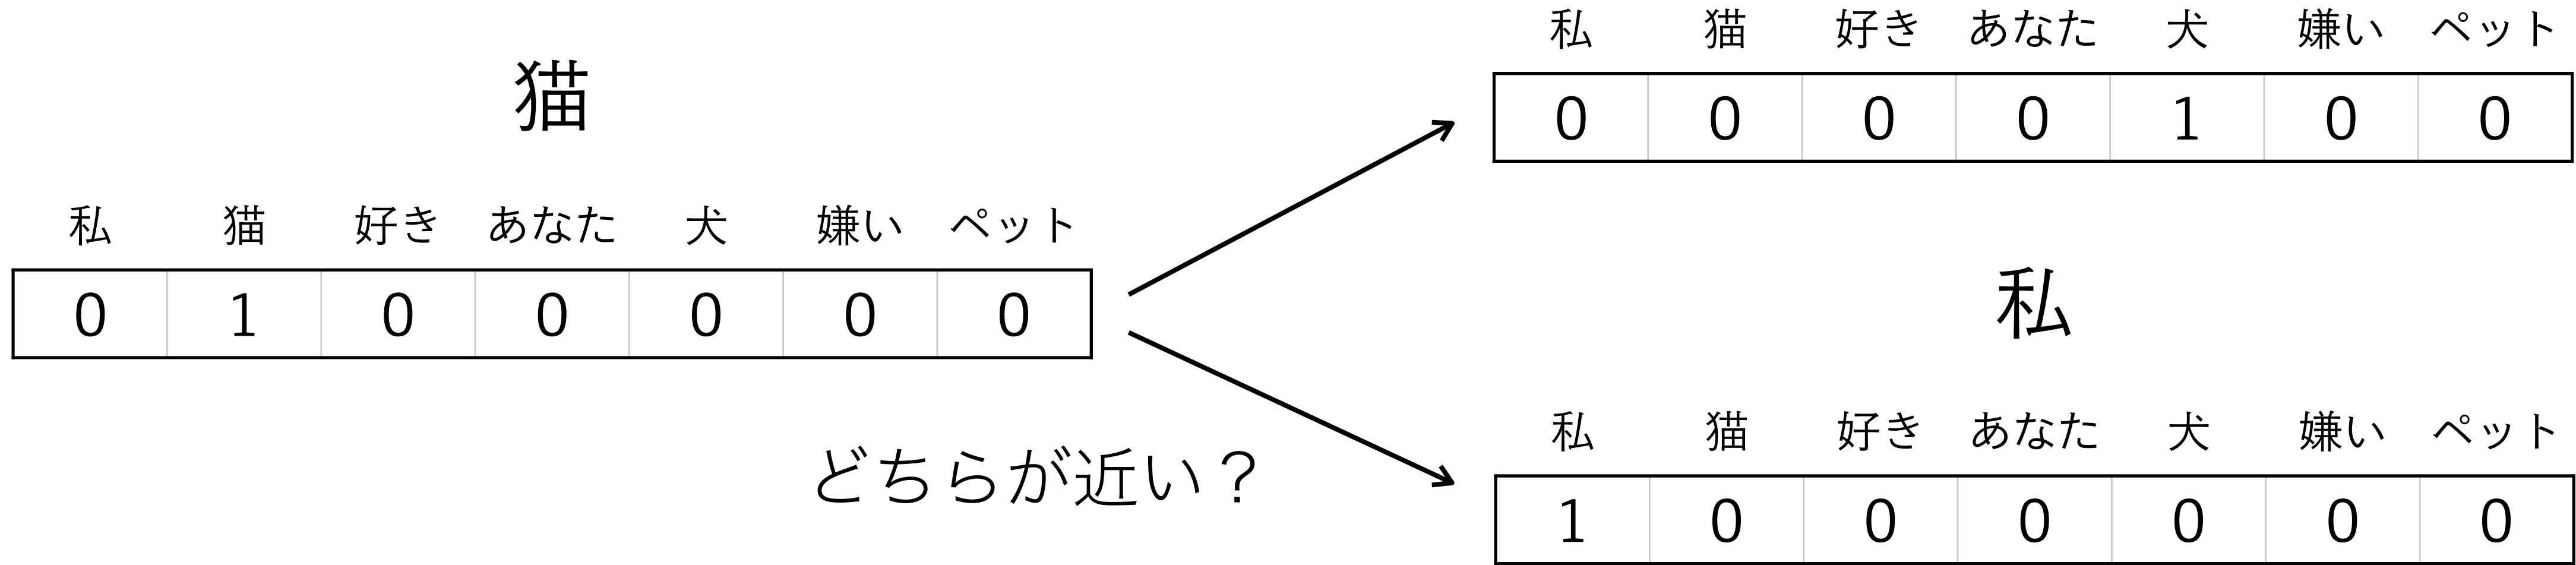 猫
私 猫 好き あなた 犬 嫌い ペット
0 1 0 0 0 0 0
どちらが近い？
私 猫 好き あなた 犬 嫌い ペット
0 0 0 0 1 0 0
私
私 猫 好き あなた 犬 嫌い ペット
1 0 0 0 0 0 0